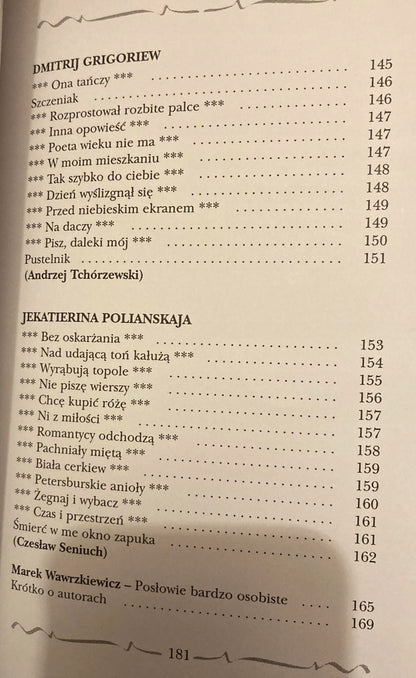 DMITRIJ GRIGORIEW
*** Ona tańczy *** . . . . . . . . . . 145
Szczeniak . . . . . . . . . . 146
*** Rozprostował rozbite palce *** . . . . . . . . . . 146
*** Inna opowieść *** . . . . . . . . . . 147
*** Poeta wieku nie ma *** . . . . . . . . . . 147
*** W moim mieszkaniu *** . . . . . . . . . . 147
*** Tak szybko do ciebie *** . . . . . . . . . . 148
*** Dzień wyślizgnął się *** . . . . . . . . . . 148
*** Przed niebieskim ekranem *** . . . . . . . . . . 149
*** Na daczy *** . . . . . . . . . . 149
*** Pisz, daleki mój *** . . . . . . . . . . 150
Pustelnik . . . . . . . . . . 151
(Andrzej Tchórzewski)
JEKATIERINA POLIANSKAJA
*** Bez oskarżania *** . . . . . . . . . . 153
*** Nad udającą toń kałużą *** . . . . . . . . . . 154
*** Wyrąbują topole *** . . . . . . . . . . 155
*** Nie piszę wierszy *** . . . . . . . . . . 156
*** Chcę kupić różę *** . . . . . . . . . . 157
*** Ni z miłości *** . . . . . . . . . . 157
*** Romantycy odchodzą *** . . . . . . . . . . 158
*** Pachniały miętą *** . . . . . . . . . . 159
*** Biała cerkiew *** . . . . . . . . . . 159
*** Petersburskie anioły *** . . . . . . . . . . 160
*** Żegnaj i wybacz *** . . . . . . . . . . 161
*** Czas i przestrzeń *** . . . . . . . . . . 161
Śmierć w me okno zapuka . . . . . . . . . . 162
(Czesław Seniuch)
Marek Wawrzkiewicz – Posłowie bardzo osobiste . . . . 165
Krótko o autorach . . . . . . . . . . 169
181